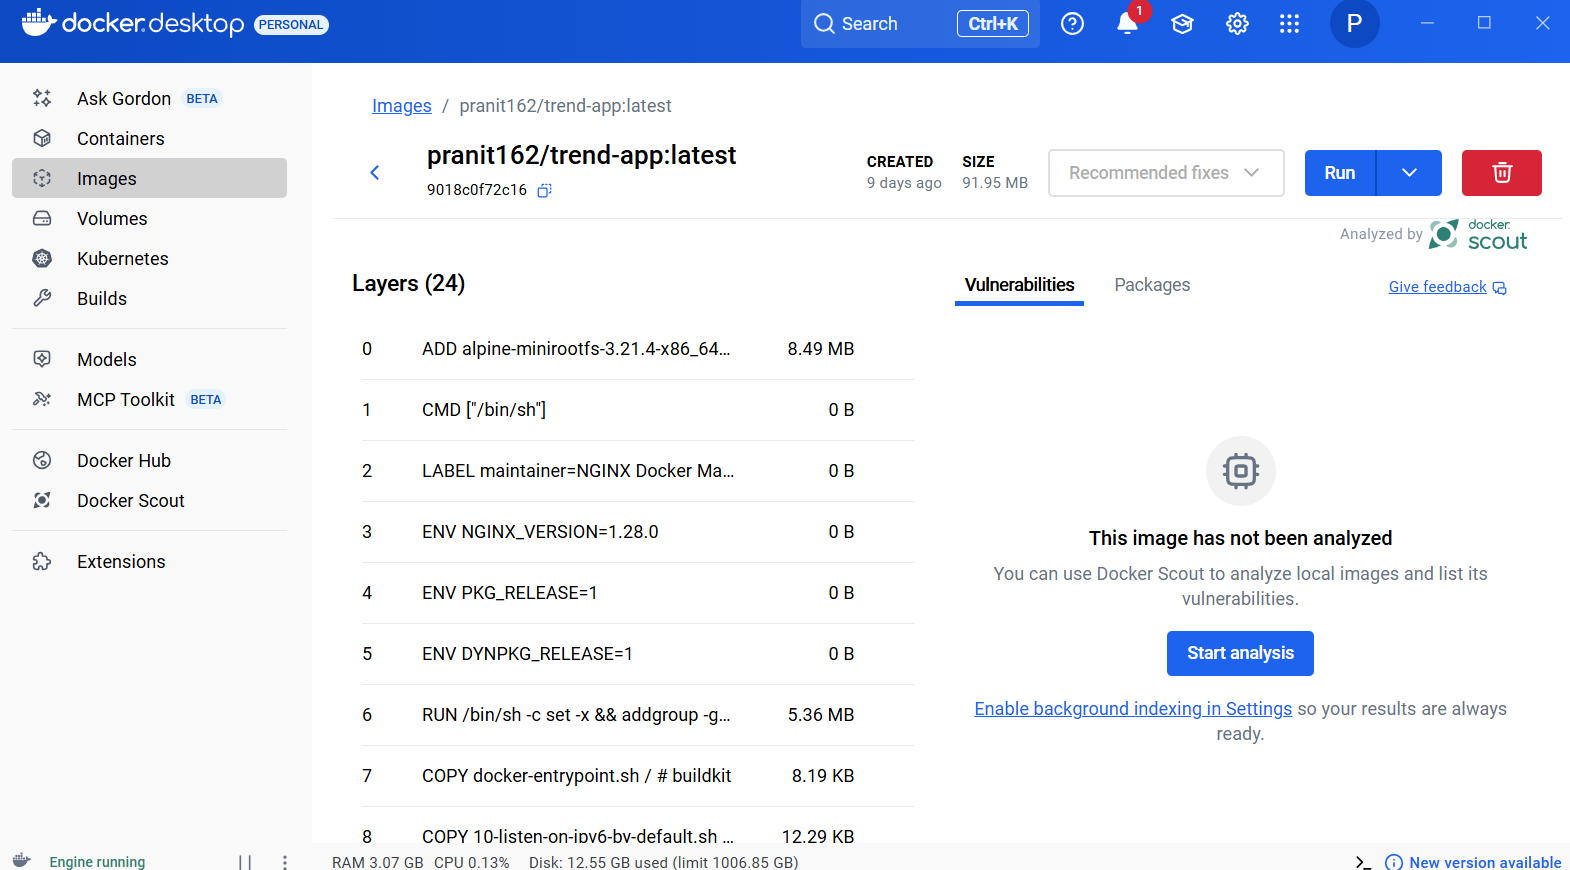 docker.desktop PERSONAL
Search Ctrl+K
1
P
Ask Gordon BETA
Containers
Images
Volumes
Kubernetes
Builds
Models
MCP Toolkit BETA
Docker Hub
Docker Scout
Extensions
Images / pranit162/trend-app:latest
pranit162/trend-app:latest
9018c0f72c16
CREATED
9 days ago
SIZE
91.95 MB
Recommended fixes
Run
Analyzed by docker scout
Layers (24)
0 ADD alpine-minirootfs-3.21.4-x86_64... 8.49 MB
1 CMD ["/bin/sh"] 0 B
2 LABEL maintainer=NGINX Docker Ma... 0 B
3 ENV NGINX_VERSION=1.28.0 0 B
4 ENV PKG_RELEASE=1 0 B
5 ENV DYNPKG_RELEASE=1 0 B
6 RUN /bin/sh -c set -x && addgroup -g... 5.36 MB
7 COPY docker-entrypoint.sh / # buildkit 8.19 KB
8 COPY 10-listen-on-ipv6-by-default.sh ... 12.29 KB
Vulnerabilities
Packages
Give feedback
This image has not been analyzed
You can use Docker Scout to analyze local images and list its
vulnerabilities.
Start analysis
Enable background indexing in Settings so your results are always
ready.
Engine running
RAM 3.07 GB CPU 0.13% Disk: 12.55 GB used (limit 1006.85 GB)
New version available